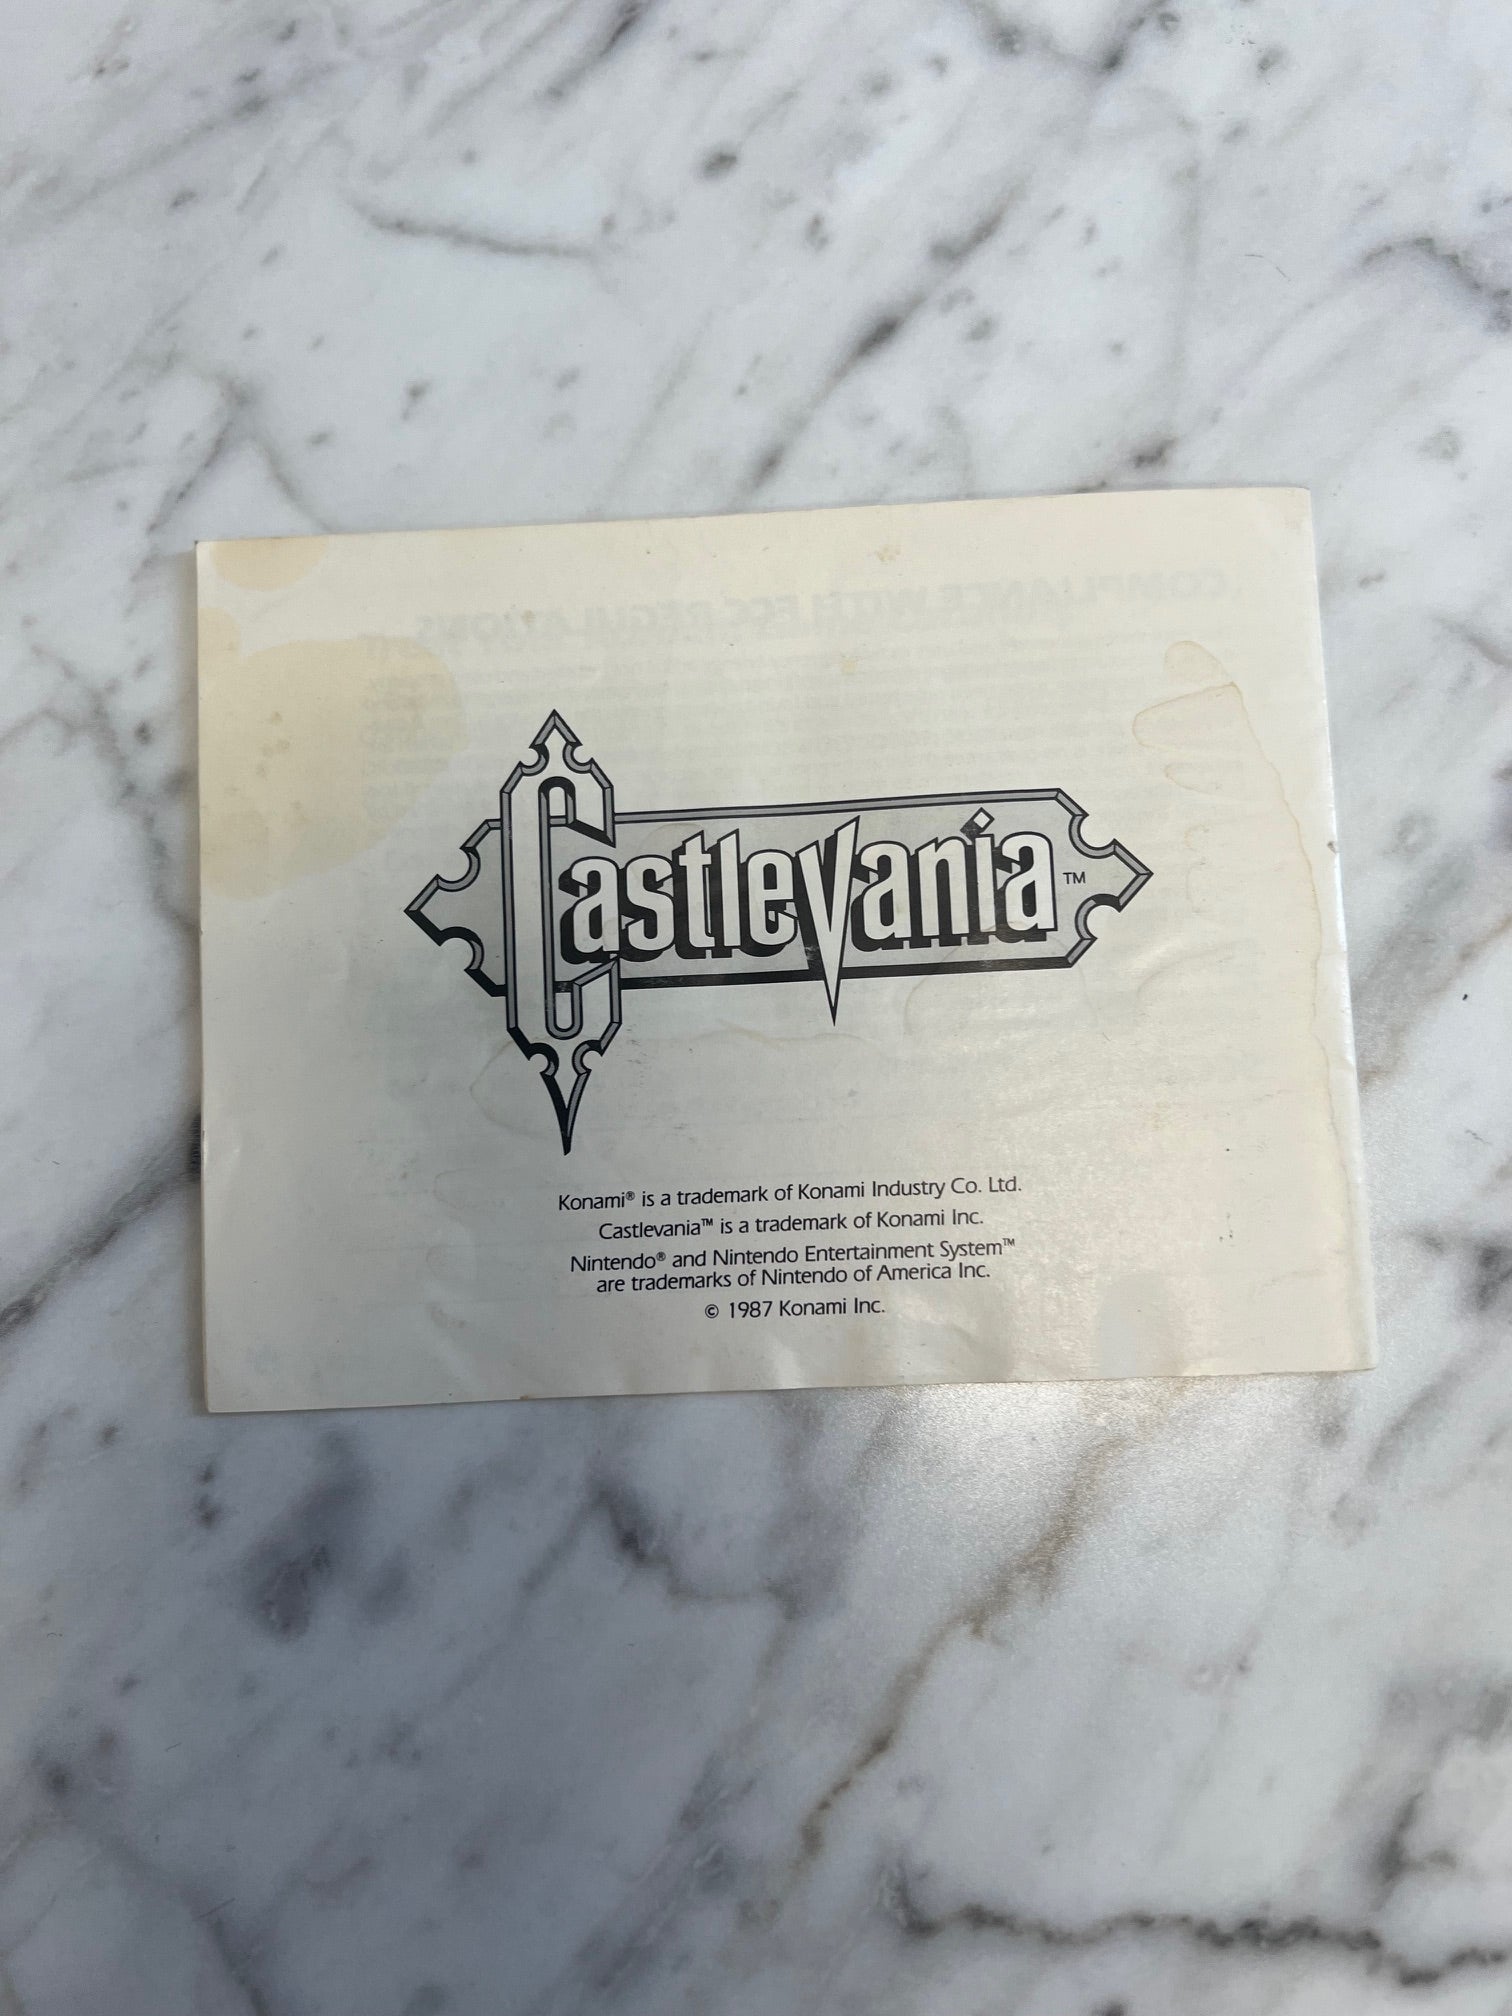 Castlevania™
Konami® is a trademark of Konami Industry Co. Ltd.
Castlevania™ is a trademark of Konami Inc.
Nintendo® and Nintendo Entertainment System™
are trademarks of Nintendo of America Inc.
© 1987 Konami Inc.